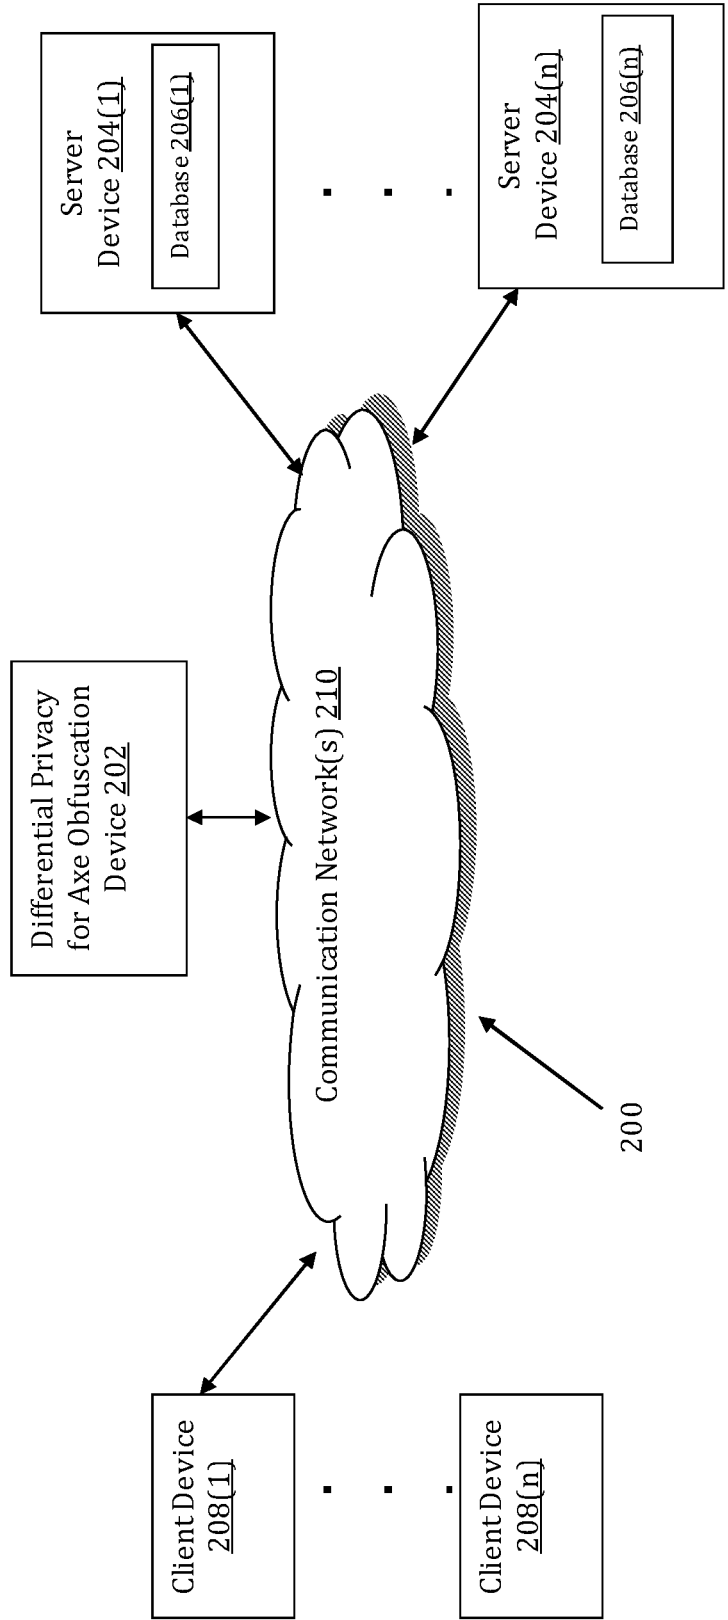 Differential Privacy
for Axe Obfuscation
Device 202
Client Device
208(1)
Client Device
208(n)
Communication Network(s) 210
200
Server
Device 204(1)
Database 206(1)
Server
Device 204(n)
Database 206(n)